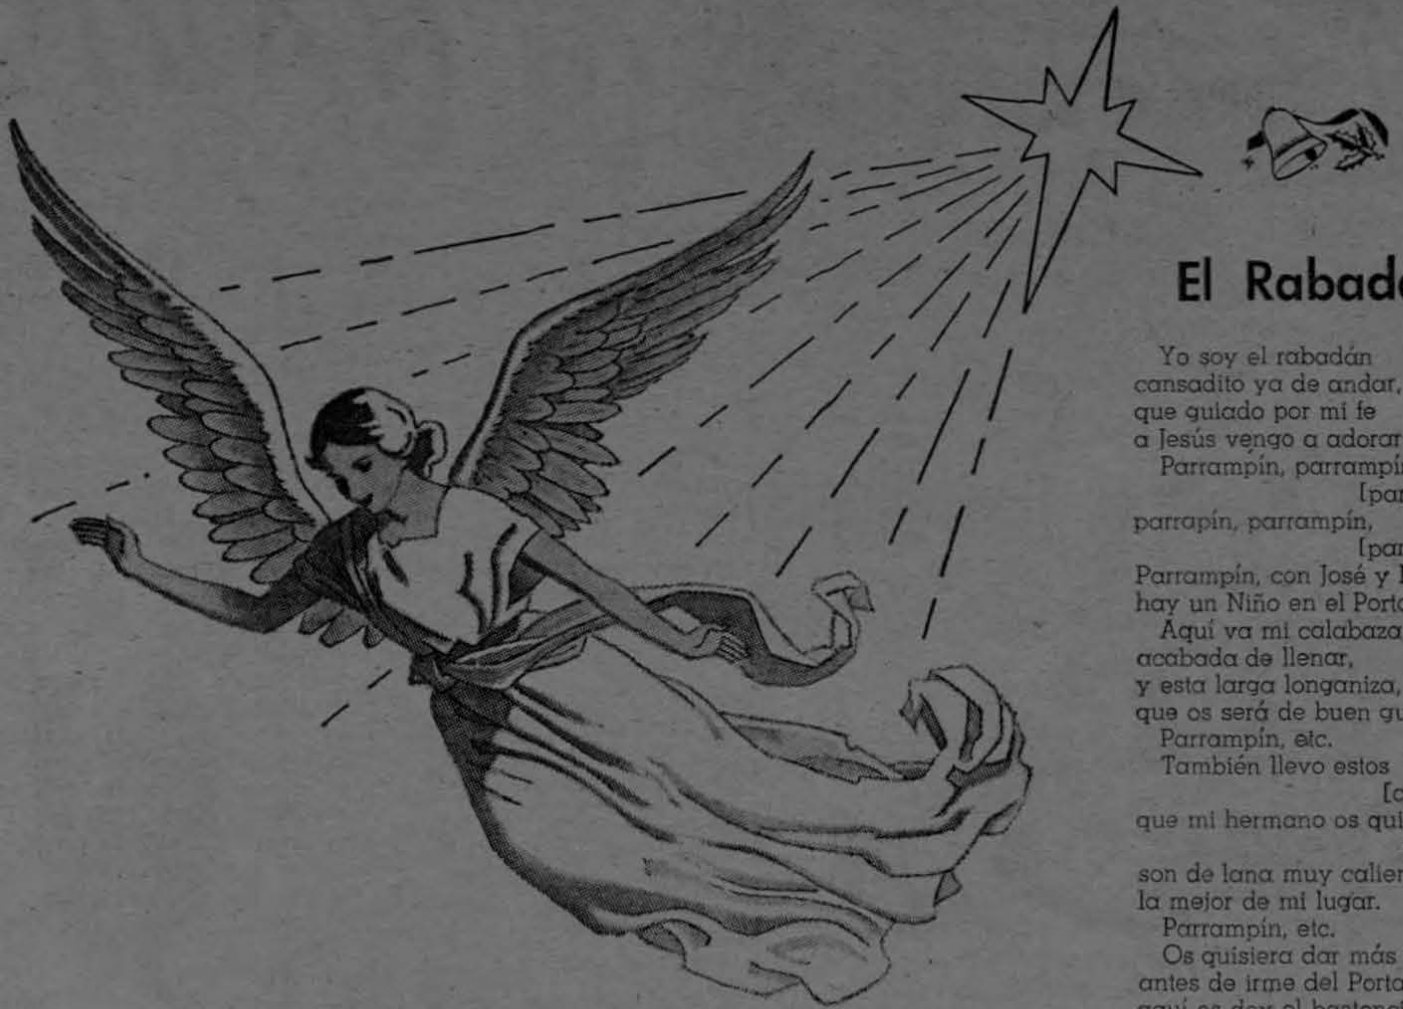 El Rabad
Yo soy el rabadán
cansadito ya de andar,
que guiado por mi fe
a Jesús vengo a adorar
Parrampín, parrampín
[par
parrapín, parrampín,
[par
Parrampín, con José y
hay un Niño en el Porta
Aquí va mi calabaza
acabada de llenar,
y esta larga longaniza,
que os será de buen gu
Parrampín, etc.
También llevo estos
que mi hermano os qui
son de lana muy calien
la mejor de mi lugar.
Parrampín, etc.
Os quisiera dar más
antes de irme del Porta